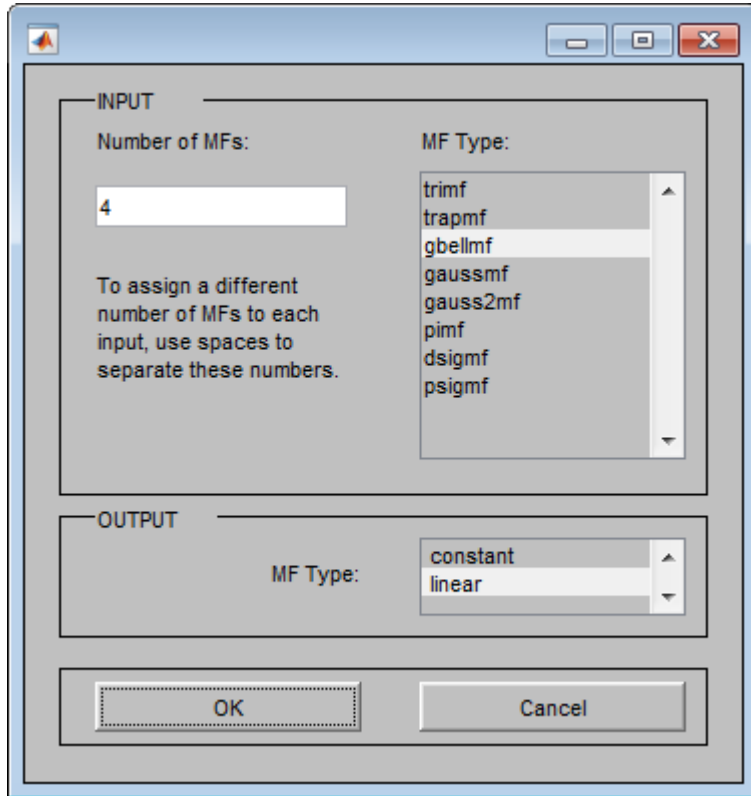 INPUT
Number of MFs:
4
To assign a different
number of MFs to each
input, use spaces to
separate these numbers.
MF Type:
trimf
trapmf
gbellmf
gaussmf
gauss2mf
pimf
dsigmf
psigmf
OUTPUT
MF Type:
constant
linear
OK
Cancel